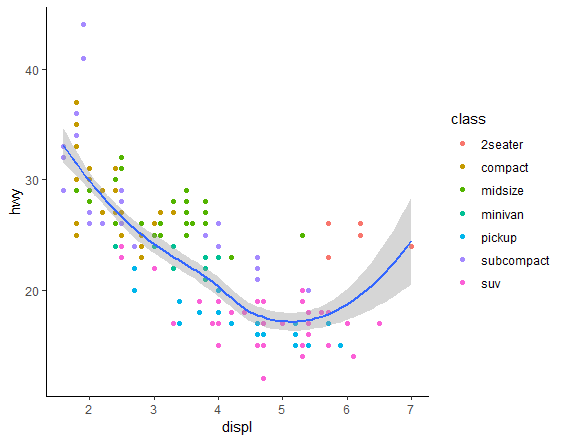 40
30
20
hwy
2
3
4
5
6
7
displ
class
2seater
compact
midsize
minivan
pickup
subcompact
suv